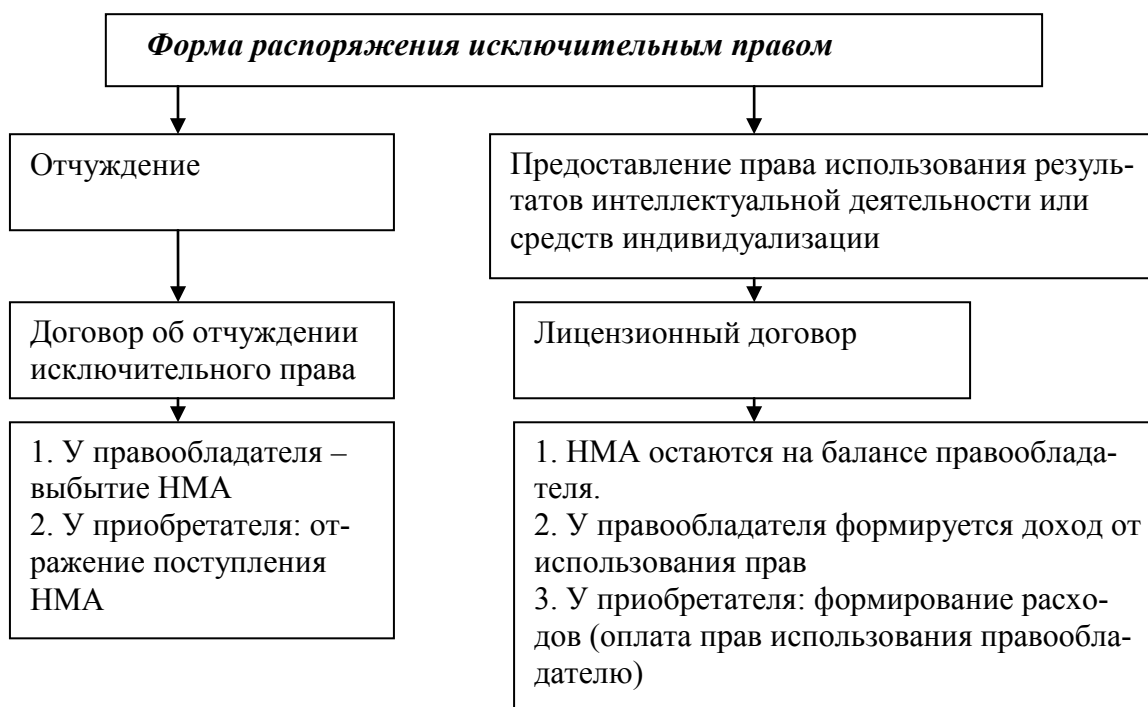 Форма распоряжения исключительным правом
Отчуждение
Предоставление права использования резуль-
татов интеллектуальной деятельности или
средств индивидуализации
Договор об отчуждении
исключительного права
Лицензионный договор
1. У правообладателя –
выбытие НМА
2. У приобретателя: от-
ражение поступления
НМА
1. НМА остаются на балансе правооблада-
теля.
2. У правообладателя формируется доход от
использования прав
3. У приобретателя: формирование расхо-
дов (оплата прав использования правообла-
дателю)